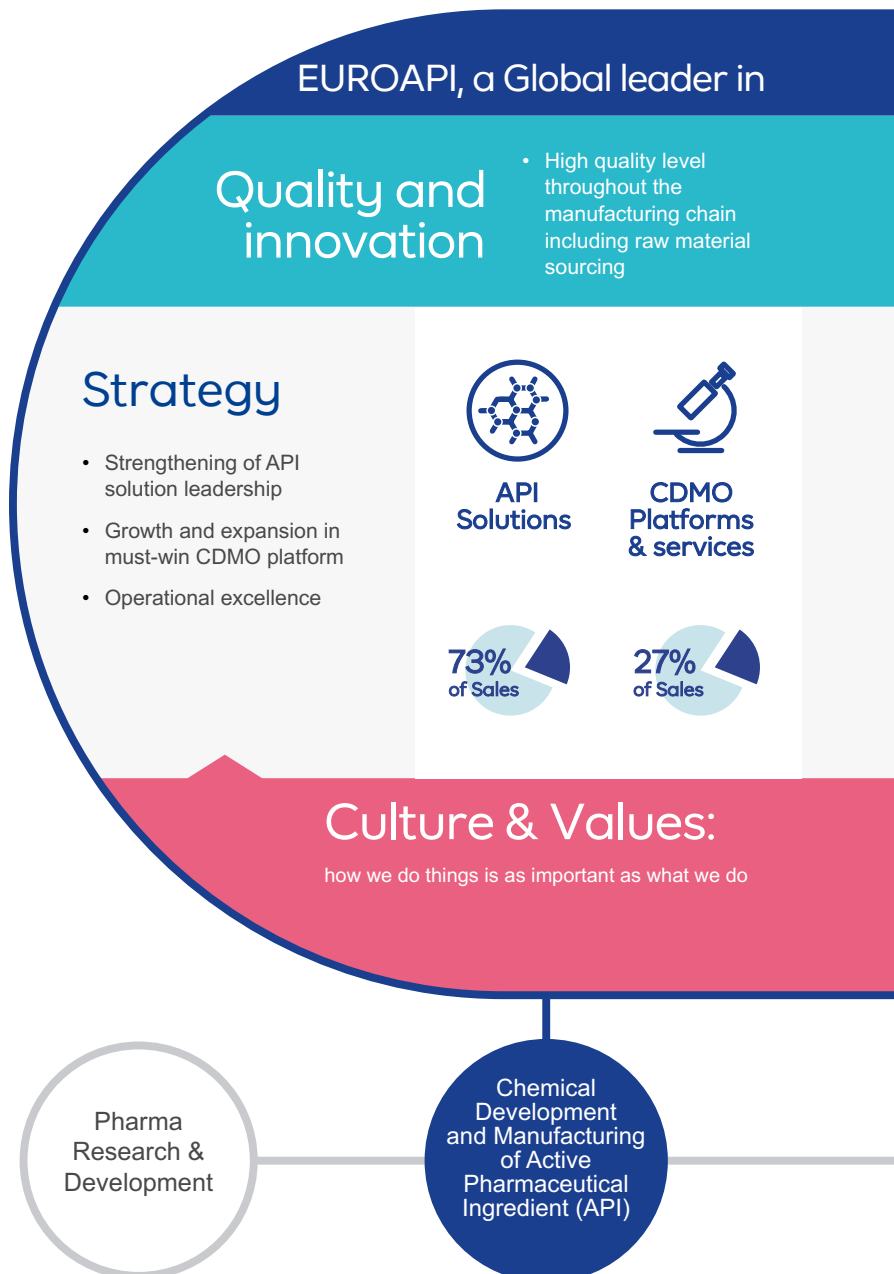 EUROAPI, a Global leader in
Quality and
innovation
• High quality level
throughout the
manufacturing chain
including raw material
sourcing
Strategy
• Strengthening of API
solution leadership
• Growth and expansion in
must-win CDMO platform
• Operational excellence
API
Solutions
73%
of Sales
CDMO
Platforms
& services
27%
of Sales
Culture & Values:
how we do things is as important as what we do
Pharma
Research &
Development
Chemical
Development
and Manufacturing
of Active
Pharmaceutical
Ingredient (API)